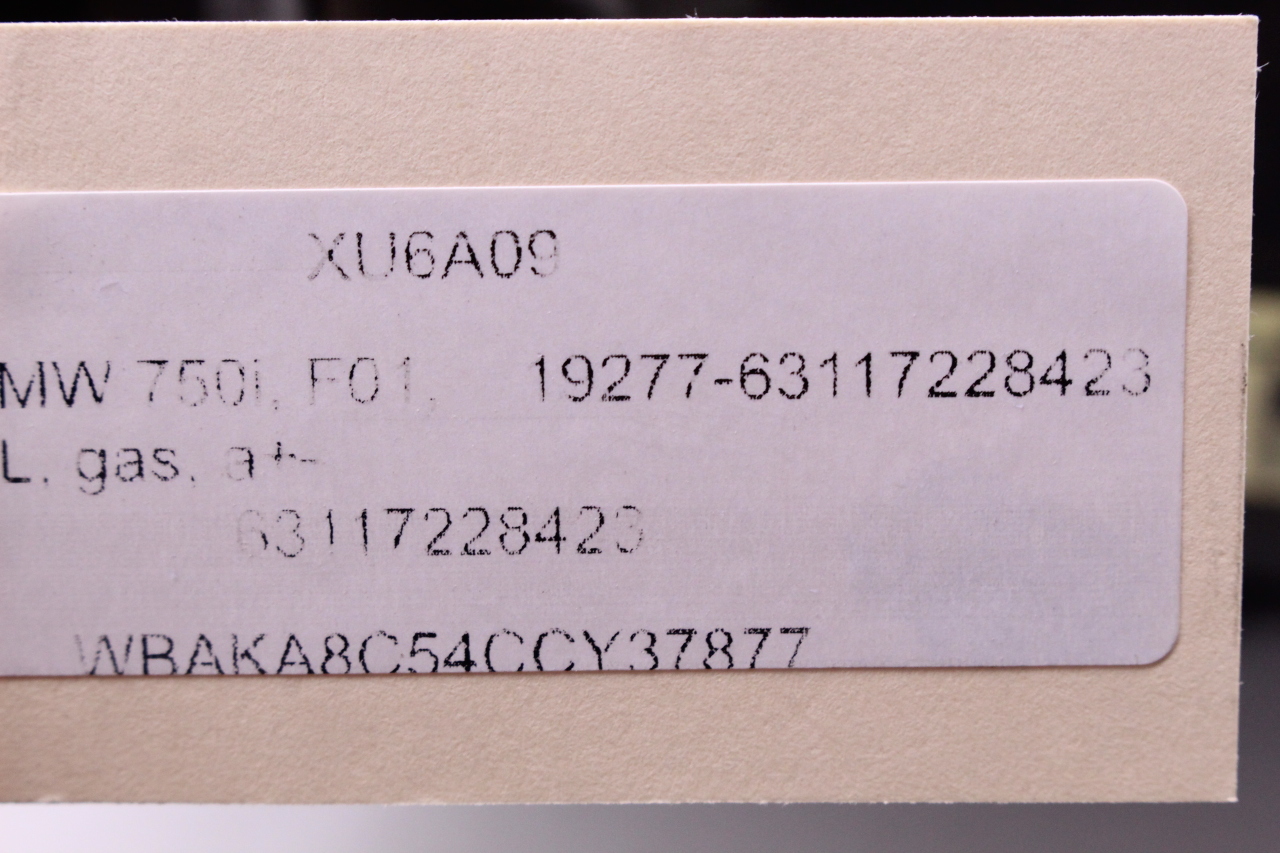 XU6A09
MW 750i, F01, 19277-63117228423
L, gas, a+-
63117228423
WBAKA8C54CCY37877